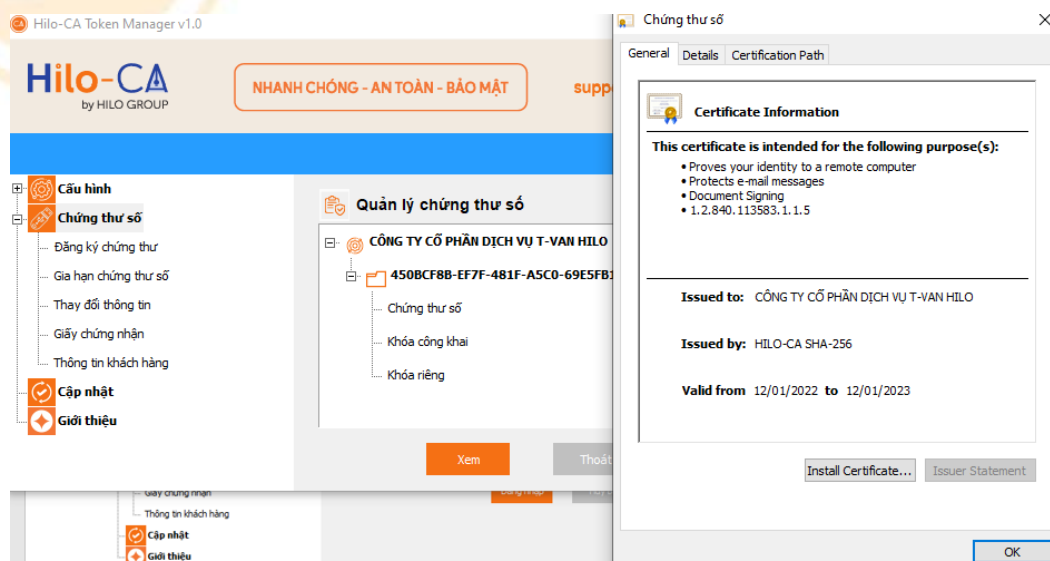 Hilo-CA Token Manager v1.0
Hilo-CA
by HILO GROUP
NHANH CHÓNG - AN TOÀN - BẢO MẬT
supp
Cấu hình
Chứng thư số
Đăng ký chứng thư
Gia hạn chứng thư số
Thay đổi thông tin
Giấy chứng nhận
Thông tin khách hàng
Cập nhật
Giới thiệu
Quản lý chứng thư số
CÔNG TY CỔ PHẦN DỊCH VỤ T-VAN HILO
450BCF8B-EF7F-481F-A5C0-69E5FB1
Chứng thư số
Khóa công khai
Khóa riêng
Xem
Thoát
Giấy chứng nhận
Thông tin khách hàng
Cập nhật
Giới thiệu
Đăng nhập
Chứng thư số
General
Details
Certification Path
Certificate Information
This certificate is intended for the following purpose(s):
• Proves your identity to a remote computer
• Protects e-mail messages
• Document Signing
• 1.2.840.113583.1.1.5
Issued to: CÔNG TY CỔ PHẦN DỊCH VỤ T-VAN HILO
Issued by: HILO-CA SHA-256
Valid from 12/01/2022 to 12/01/2023
Install Certificate...
Issuer Statement
OK